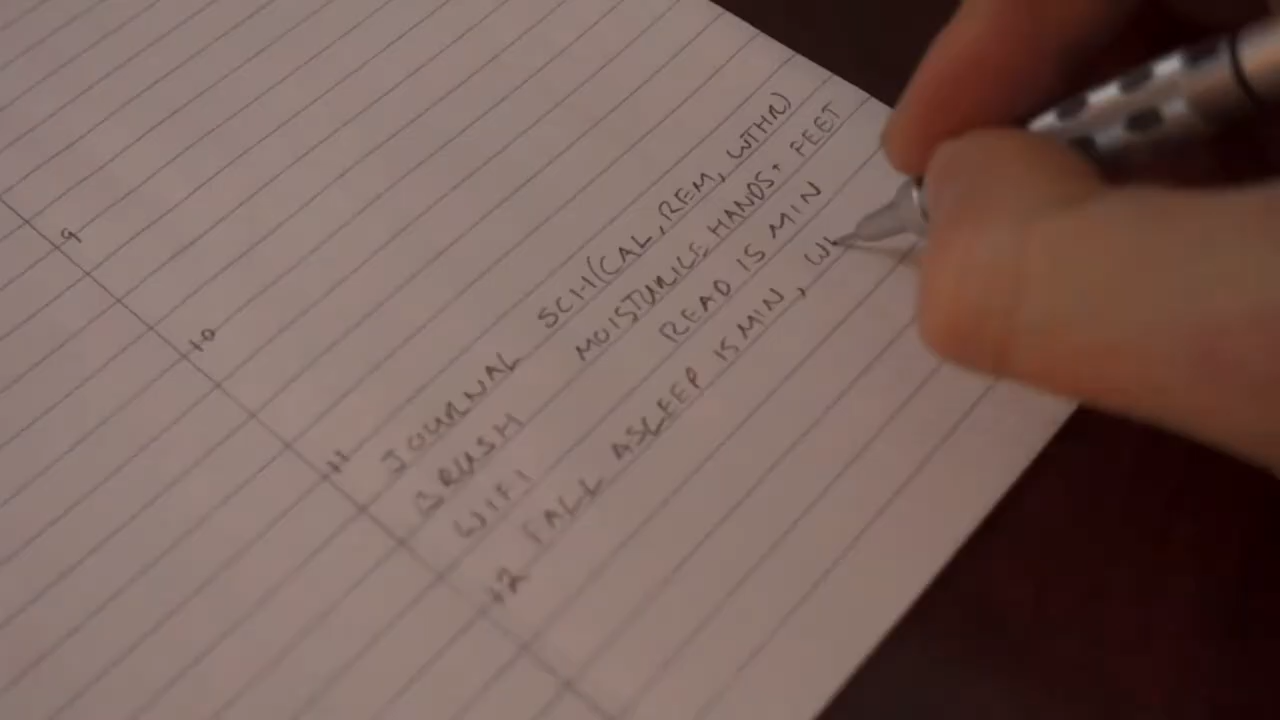 9
10
11 JOURNAL SCH(CAL, REM, WTHR)
BRUSH MOISTURIZE HANDS + FEET
WIFI READ 15 MIN
12 FALL ASLEEP 15 MIN,